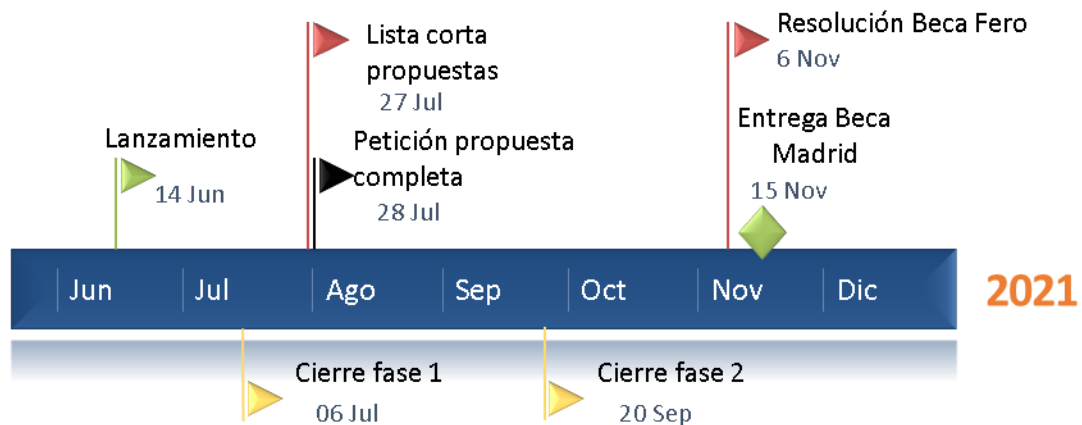 Lista corta
propuestas
27 Jul
Resolución Beca Fero
6 Nov
Lanzamiento
14 Jun
Petición propuesta
completa
28 Jul
Entrega Beca
Madrid
15 Nov
Jun
Jul
Ago
Sep
Oct
Nov
Dic
2021
Cierre fase 1
06 Jul
Cierre fase 2
20 Sep